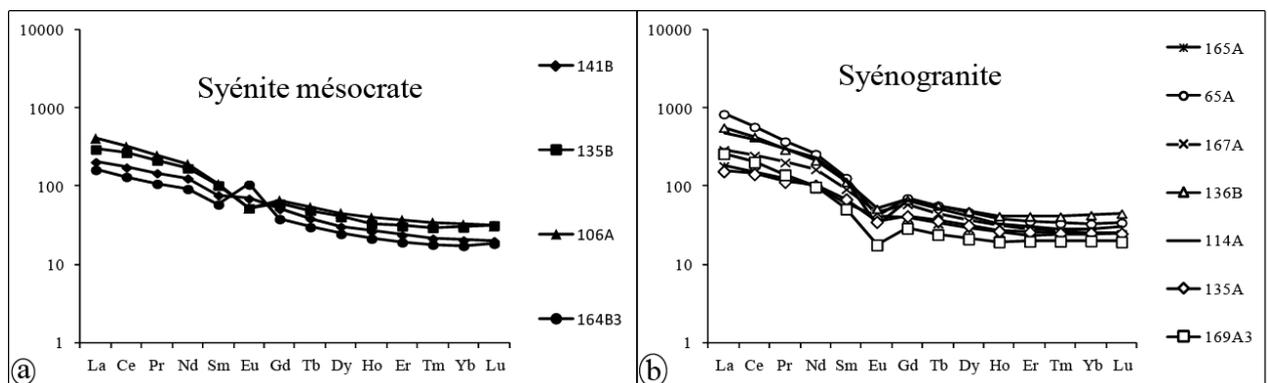 10000
1000
100
10
1
Syénite mésocrate
141B
135B
106A
164B3
La Ce Pr Nd Sm Eu Gd Tb Dy Ho Er Tm Yb Lu
a
10000
1000
100
10
1
Syénogranite
165A
65A
167A
136B
114A
135A
169A3
La Ce Pr Nd Sm Eu Gd Tb Dy Ho Er Tm Yb Lu
b